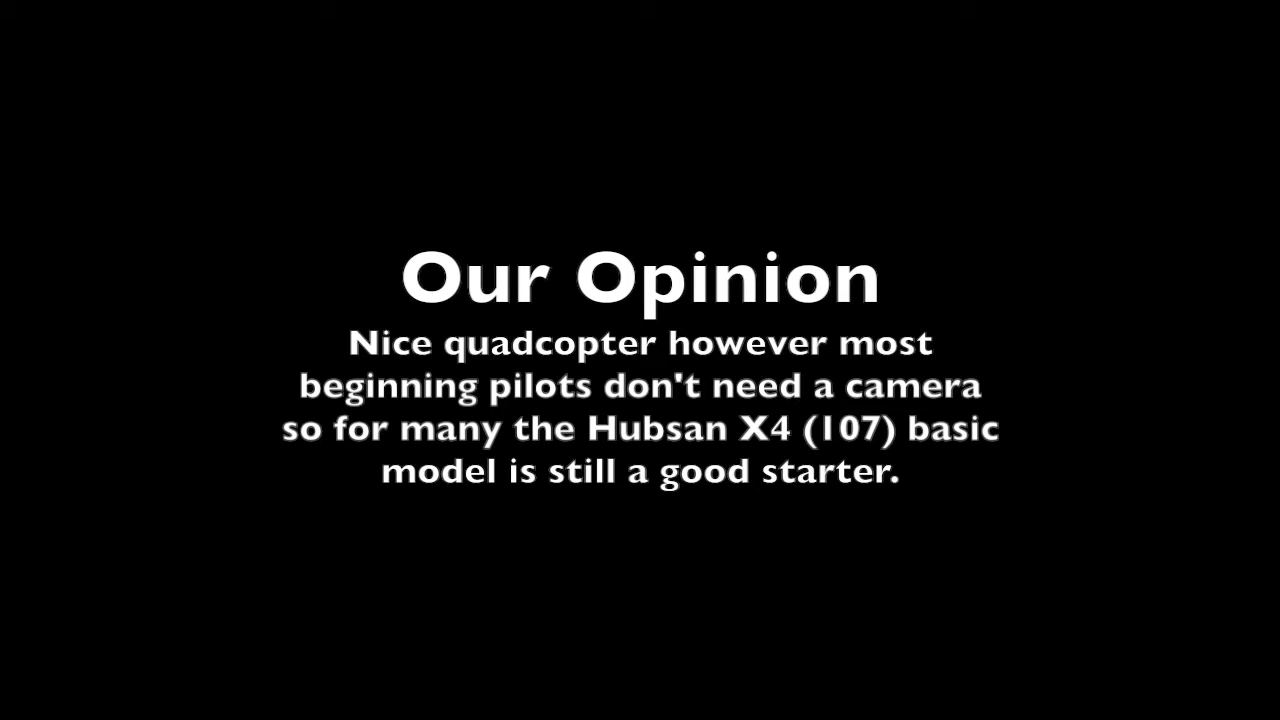 Our Opinion
Nice quadcopter however most
beginning pilots don't need a camera
so for many the Hubsan X4 (107) basic
model is still a good starter.